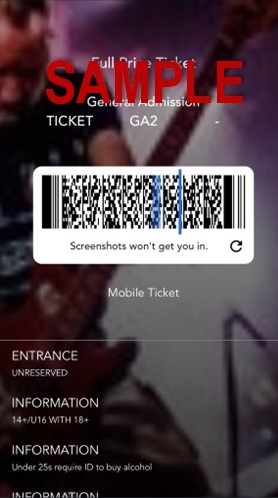 Full Price Ticket
SAMPLE
General Admission
TICKET GA2 -
Screenshots won't get you in.
Mobile Ticket
ENTRANCE
UNRESERVED
INFORMATION
14+/U16 WITH 18+
INFORMATION
Under 25s require ID to buy alcohol
INFORMATION